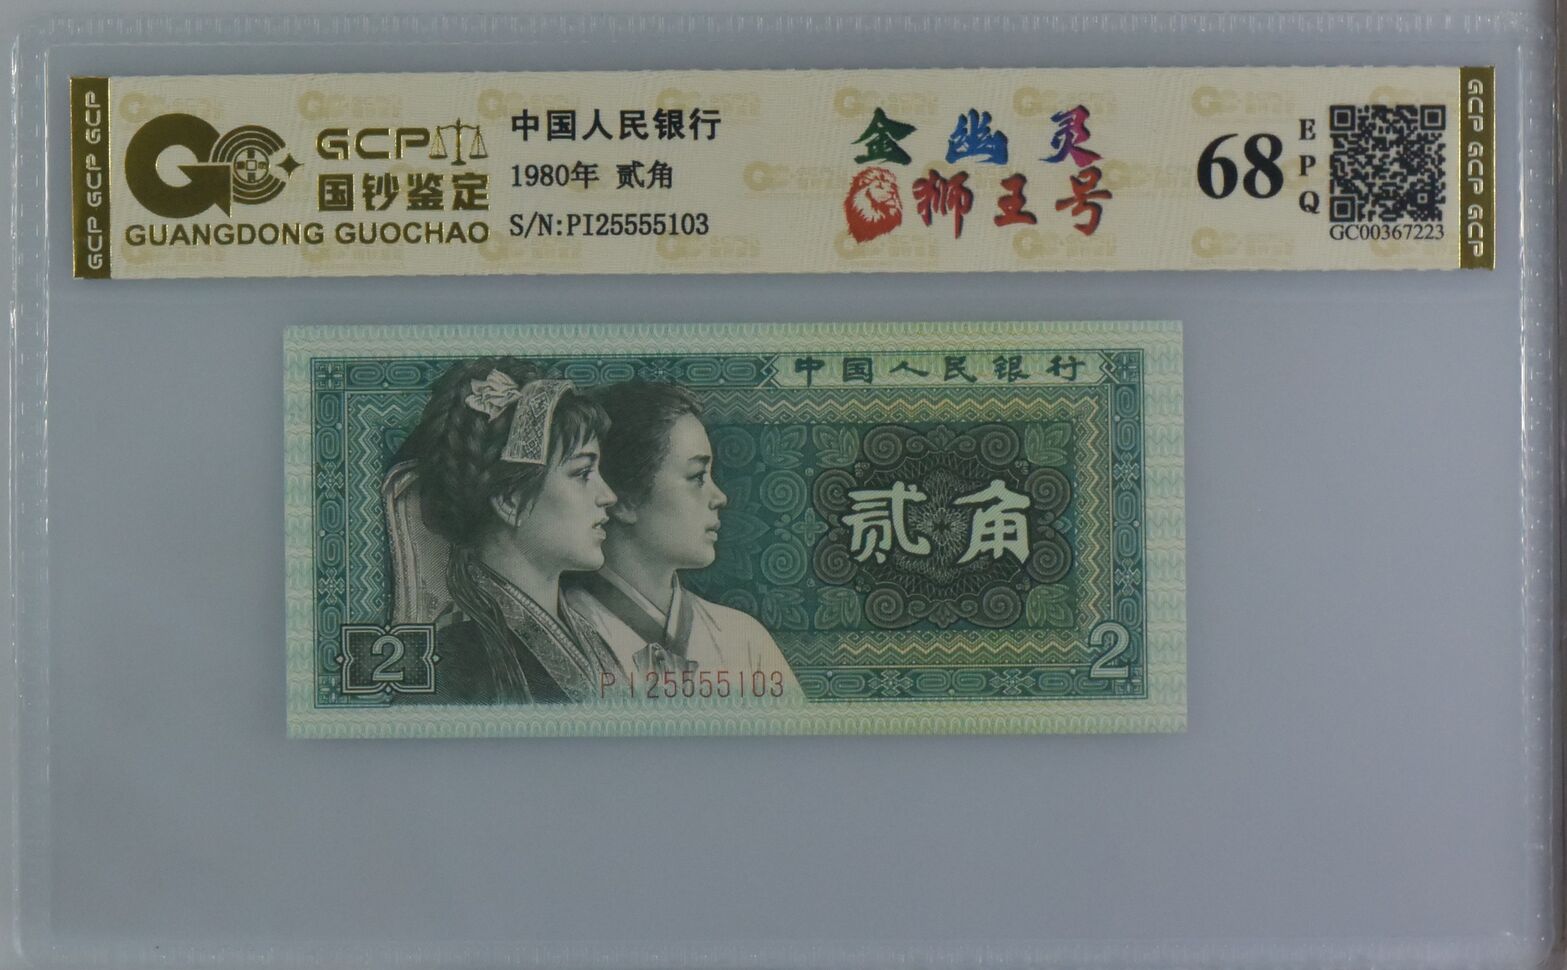 GCP GCP GCP
GCP
国钞鉴定
GUANGDONG GUOCHAO
中国人民银行
1980年 贰角
S/N:PI25555103
金幽灵
狮王号
68
EPQ
GC00367223
GCP GCP GCP
中国人民银行
贰角
2
2
PI25555103